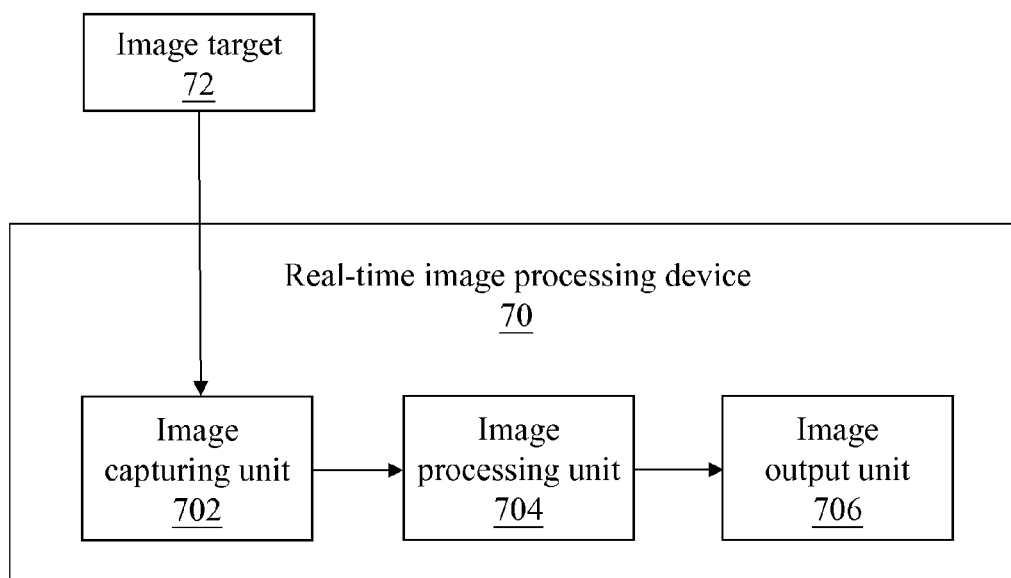 Image target
72
Real-time image processing device
70
Image
capturing unit
702
Image
processing unit
704
Image
output unit
706